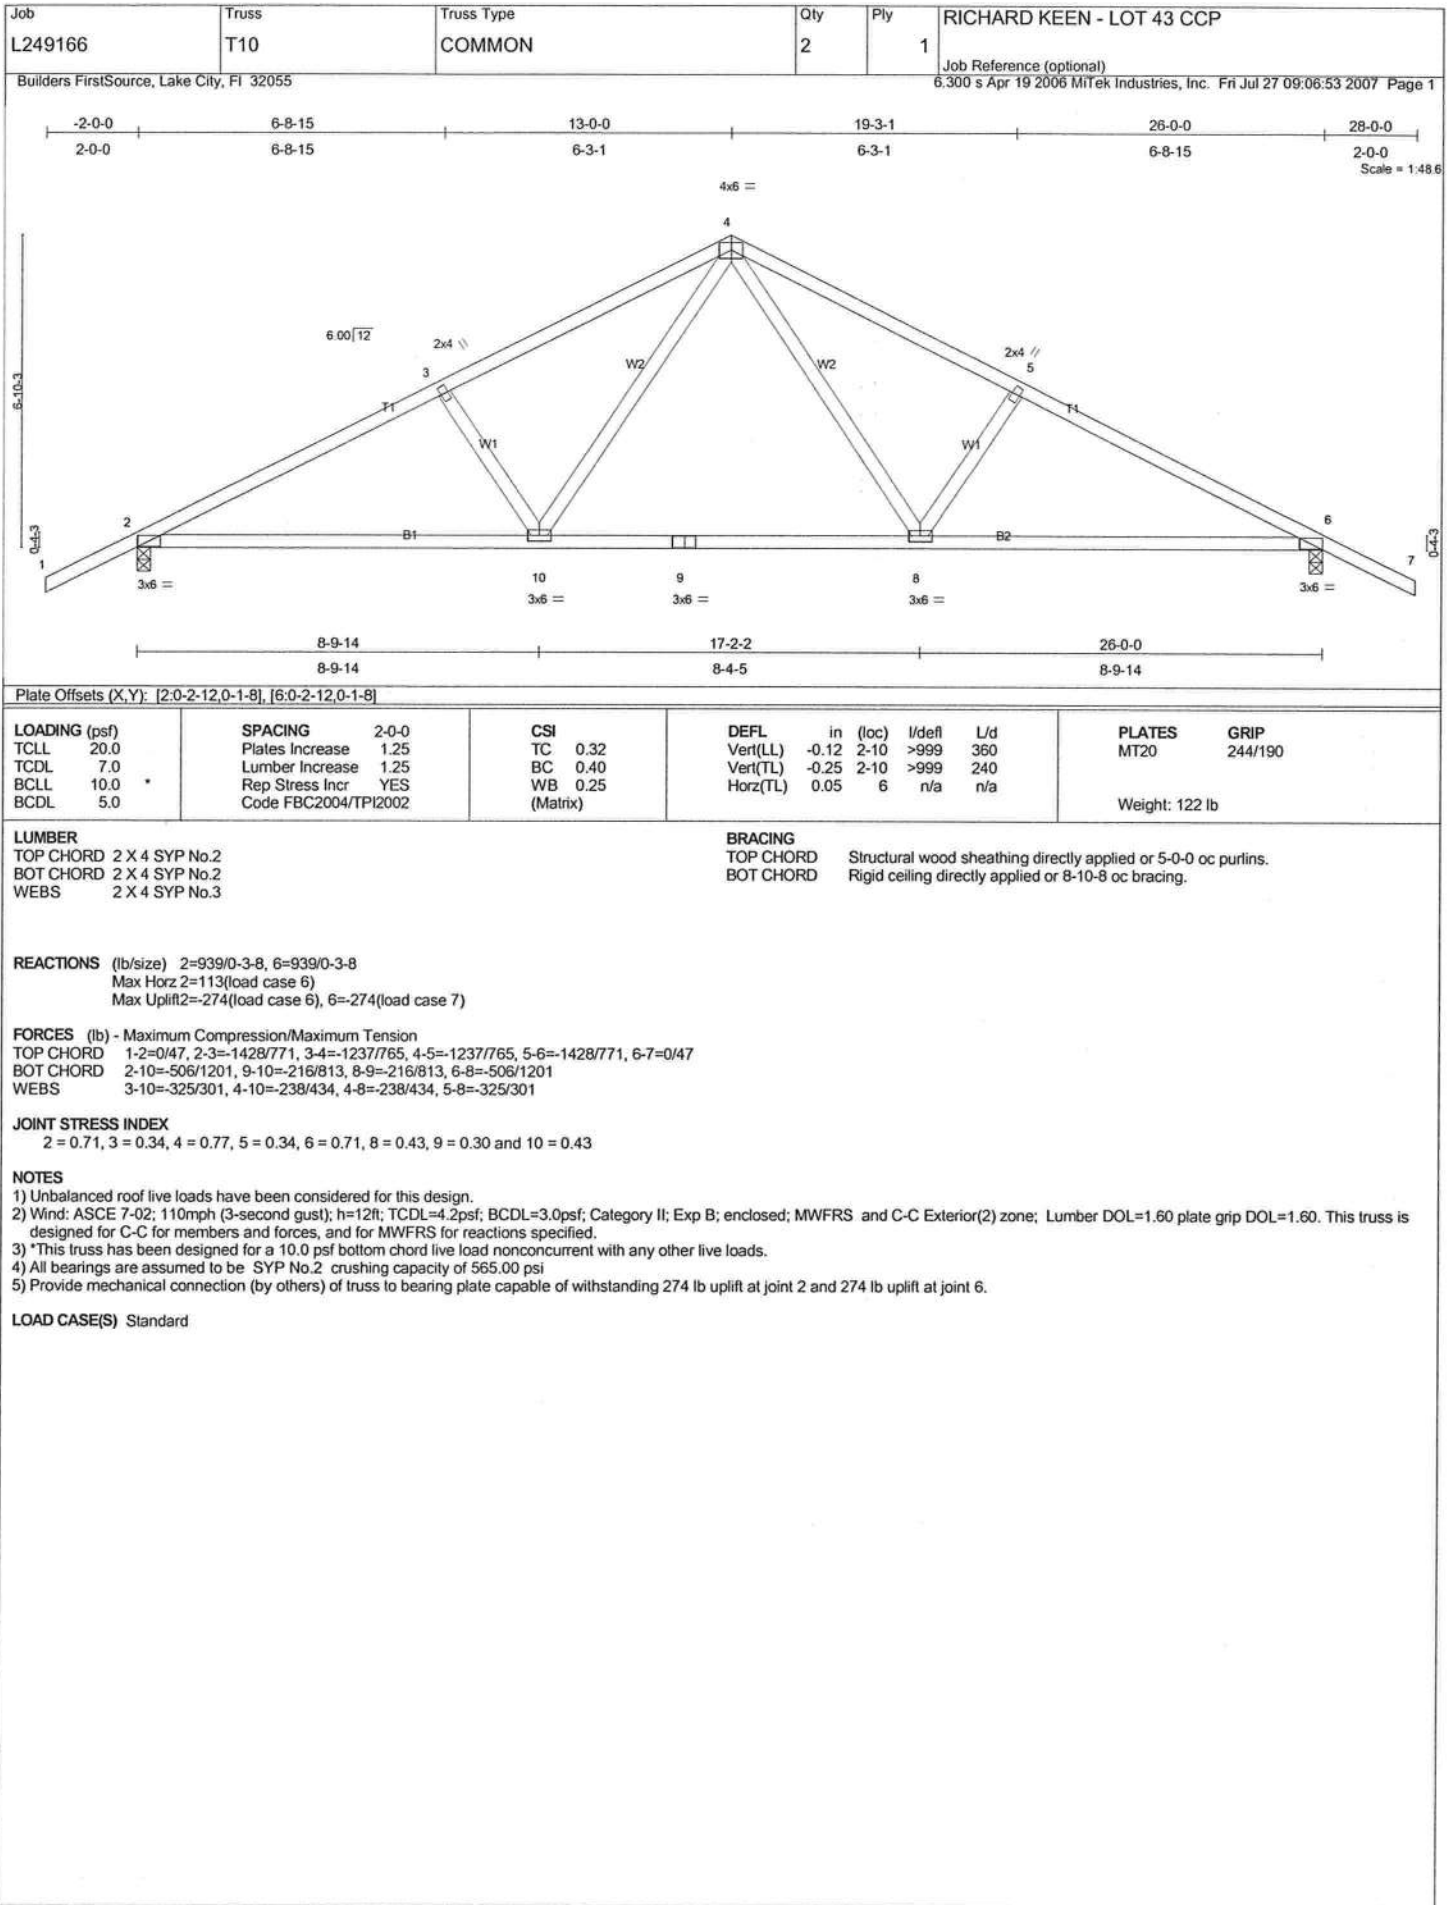 Job Truss Truss Type Qty Ply RICHARD KEEN - LOT 43 CCP
L249166 T10 COMMON 2 1
Job Reference (optional)
Builders FirstSource, Lake City, Fl 32055 6.300 s Apr 19 2006 MiTek Industries, Inc. Fri Jul 27 09:06:53 2007 Page 1
-2-0-0 6-8-15 13-0-0 19-3-1 26-0-0 28-0-0
2-0-0 6-8-15 6-3-1 6-3-1 6-8-15 2-0-0
Scale = 1:48.6
4x6 =
4
6.00 12
2x4 \\
3
2x4 //
5
W2 W2
6-10-3
T1 T1
W1 W1
2 6
0-4-3 0-4-3
B1 B2
1 7
3x6 = 3x6 =
10 9 8
3x6 = 3x6 = 3x6 =
8-9-14 17-2-2 26-0-0
8-9-14 8-4-5 8-9-14
Plate Offsets (X,Y): [2:0-2-12,0-1-8], [6:0-2-12,0-1-8]
LOADING (psf) SPACING 2-0-0 CSI DEFL in (loc) l/defl L/d PLATES GRIP
TCLL 20.0 Plates Increase 1.25 TC 0.32 Vert(LL) -0.12 2-10 >999 360 MT20 244/190
TCDL 7.0 Lumber Increase 1.25 BC 0.40 Vert(TL) -0.25 2-10 >999 240
BCLL 10.0 * Rep Stress Incr YES WB 0.25 Horz(TL) 0.05 6 n/a n/a
BCDL 5.0 Code FBC2004/TPI2002 (Matrix) Weight: 122 lb
LUMBER BRACING
TOP CHORD 2 X 4 SYP No.2 TOP CHORD Structural wood sheathing directly applied or 5-0-0 oc purlins.
BOT CHORD 2 X 4 SYP No.2 BOT CHORD Rigid ceiling directly applied or 8-10-8 oc bracing.
WEBS 2 X 4 SYP No.3
REACTIONS (lb/size) 2=939/0-3-8, 6=939/0-3-8
Max Horz 2=113(load case 6)
Max Uplift2=-274(load case 6), 6=-274(load case 7)
FORCES (lb) - Maximum Compression/Maximum Tension
TOP CHORD 1-2=0/47, 2-3=-1428/771, 3-4=-1237/765, 4-5=-1237/765, 5-6=-1428/771, 6-7=0/47
BOT CHORD 2-10=-506/1201, 9-10=-216/813, 8-9=-216/813, 6-8=-506/1201
WEBS 3-10=-325/301, 4-10=-238/434, 4-8=-238/434, 5-8=-325/301
JOINT STRESS INDEX
2 = 0.71, 3 = 0.34, 4 = 0.77, 5 = 0.34, 6 = 0.71, 8 = 0.43, 9 = 0.30 and 10 = 0.43
NOTES
1) Unbalanced roof live loads have been considered for this design.
2) Wind: ASCE 7-02; 110mph (3-second gust); h=12ft; TCDL=4.2psf; BCDL=3.0psf; Category II; Exp B; enclosed; MWFRS and C-C Exterior(2) zone; Lumber DOL=1.60 plate grip DOL=1.60. This truss is
designed for C-C for members and forces, and for MWFRS for reactions specified.
3) *This truss has been designed for a 10.0 psf bottom chord live load nonconcurrent with any other live loads.
4) All bearings are assumed to be SYP No.2 crushing capacity of 565.00 psi
5) Provide mechanical connection (by others) of truss to bearing plate capable of withstanding 274 lb uplift at joint 2 and 274 lb uplift at joint 6.
LOAD CASE(S) Standard